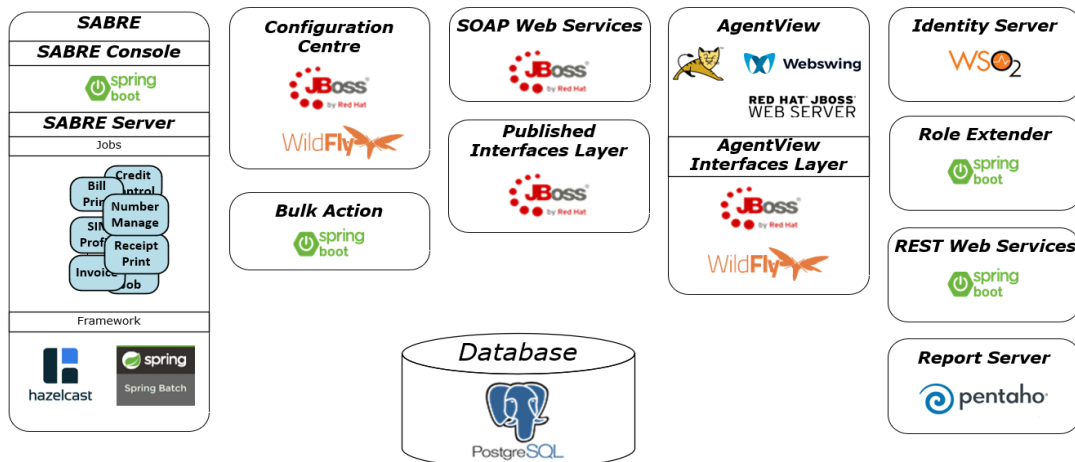 SABRE
SABRE Console
spring
boot
SABRE Server
Jobs
Credit
Bill
Number
Manage
Receipt
Print
Invoice
Job
Framework
hazelcast
spring
Spring Batch
Configuration
Centre
JBoss
by Red Hat
WildFly
Bulk Action
spring
boot
SOAP Web Services
JBoss
by Red Hat
Published
Interfaces Layer
JBoss
by Red Hat
Database
PostgreSQL
AgentView
Webswing
RED HAT JBOSS
WEB SERVER
AgentView
Interfaces Layer
JBoss
by Red Hat
WildFly
Identity Server
WSO2
Role Extender
spring
boot
REST Web Services
spring
boot
Report Server
pentaho